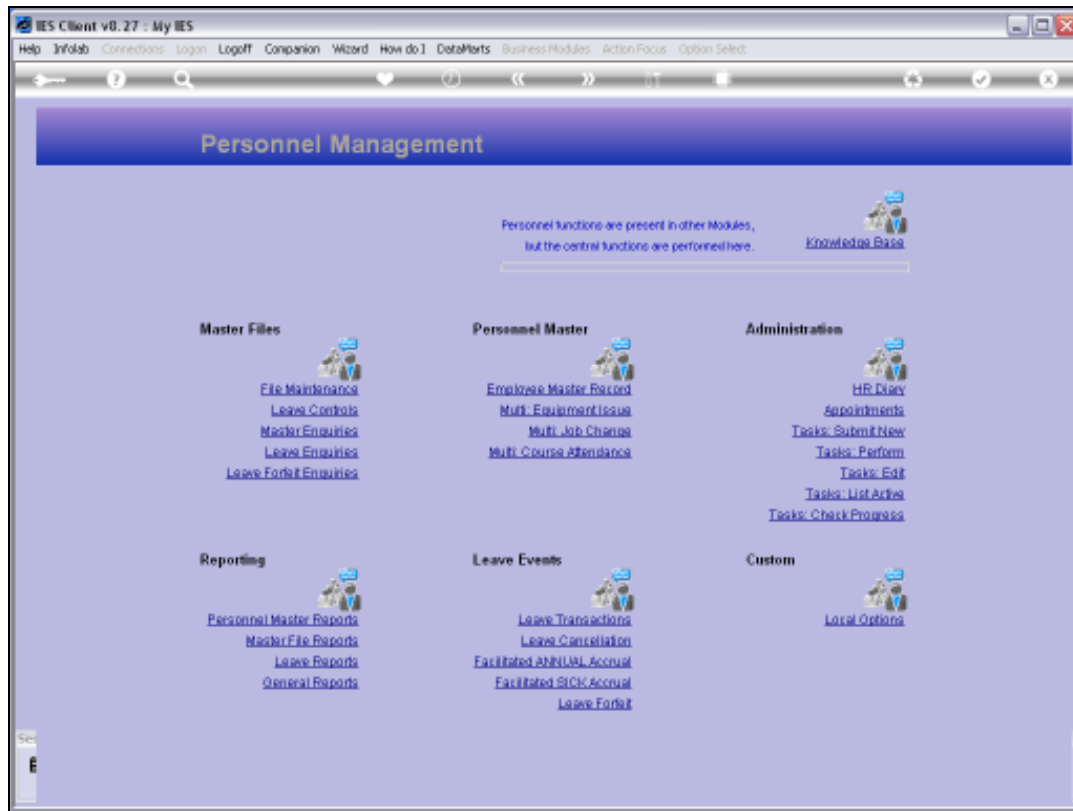 IES Client v8.27 : My IES
Help Infolab Connections Logon Logoff Companion Wizard How do I DataMarts Business Modules Action Focus Option Select
Personnel Management
Personnel functions are present in other Modules,
but the central functions are performed here.
Knowledge Base
Master Files
File Maintenance
Leave Controls
Master Enquiries
Leave Enquiries
Leave Forfeit Enquiries
Personnel Master
Employee Master Record
Multi: Equipment Issue
Multi: Job Change
Multi: Course Attendance
Administration
HR Diary
Appointments
Tasks: Submit New
Tasks: Perform
Tasks: Edit
Tasks: List Active
Tasks: Check Progress
Reporting
Personnel Master Reports
Master File Reports
Leave Reports
General Reports
Leave Events
Leave Transactions
Leave Cancellation
Facilitated ANNUAL Accrual
Facilitated SICK Accrual
Leave Forfeit
Custom
Local Options